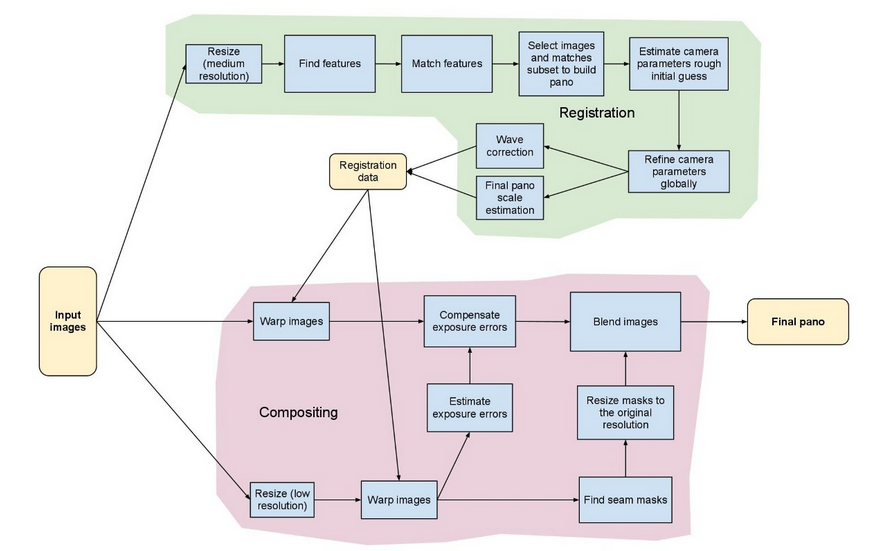 Resize
(medium
resolution)
Find features
Match features
Select images
and matches
subset to build
pano
Estimate camera
parameters rough
initial guess
Registration
Wave
correction
Refine camera
parameters
globally
Registration
data
Final pano
scale
estimation
Input
images
Warp images
Compensate
exposure errors
Blend images
Final pano
Compositing
Estimate
exposure errors
Resize masks to
the original
resolution
Resize (low
resolution)
Warp images
Find seam masks